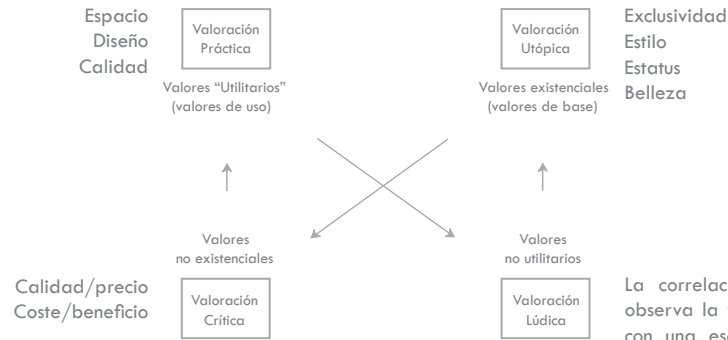 Espacio
Diseño
Calidad
Valoración
Práctica
Valores “Utilitarios”
(valores de uso)
Valoración
Utópica
Valores existenciales
(valores de base)
Exclusividad
Estilo
Estatus
Belleza
Valores
no existenciales
Valores
no utilitarios
Calidad/precio
Coste/beneficio
Valoración
Crítica
Valoración
Lúdica
La correlac
observa la
con una es